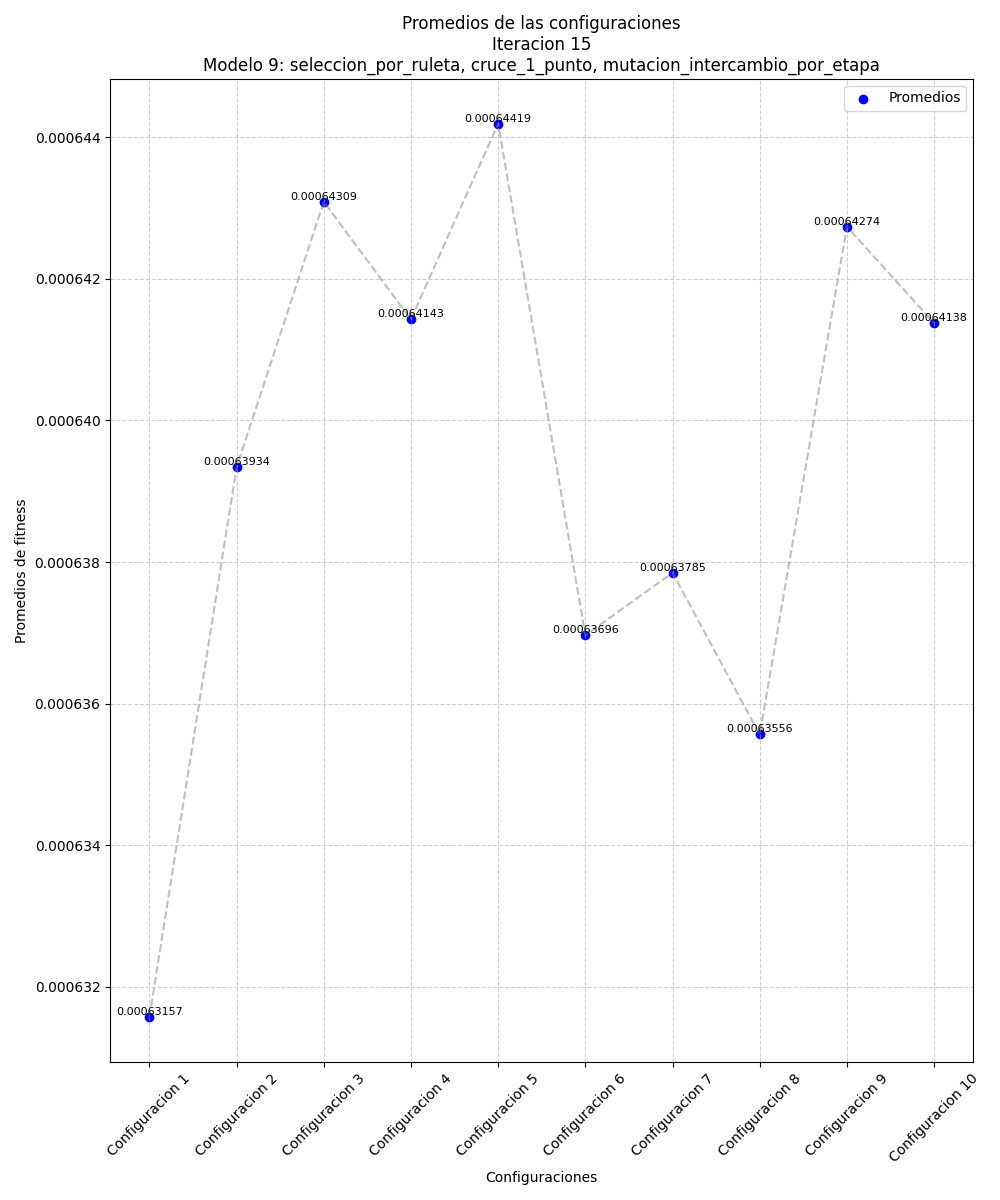 Promedios de las configuraciones
Iteracion 15
Modelo 9: seleccion_por_ruleta, cruce_1_punto, mutacion_intercambio_por_etapa
Promedios
0.00064419
0.000644
0.00064309
0.00064274
0.000642
0.00064143
0.00064138
0.000640
0.00063934
0.000638
0.00063785
0.00063696
0.000636
0.00063556
0.000634
0.000632
0.00063157
Promedios de fitness
Configuracion 1
Configuracion 2
Configuracion 3
Configuracion 4
Configuracion 5
Configuracion 6
Configuracion 7
Configuracion 8
Configuracion 9
Configuracion 10
Configuraciones